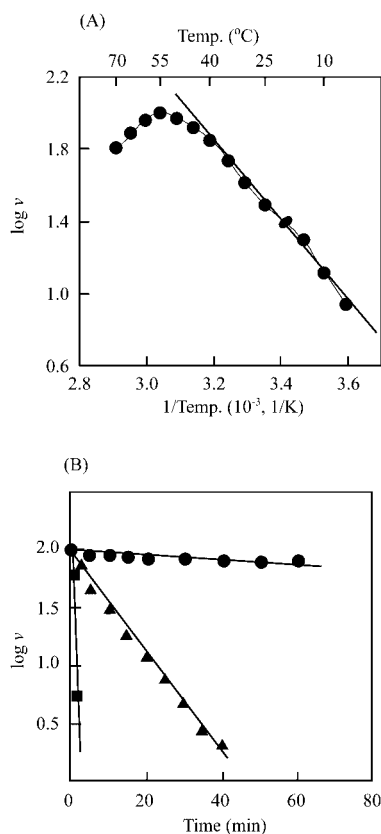 (A)
Temp. (°C)
70 55 40 25 10
2.2
1.8
1.4
1.0
0.6
log v
2.8 3.0 3.2 3.4 3.6
1/Temp. (10-3, 1/K)
(B)
2.0
1.5
1.0
0.5
log v
0 20 40 60 80
Time (min)